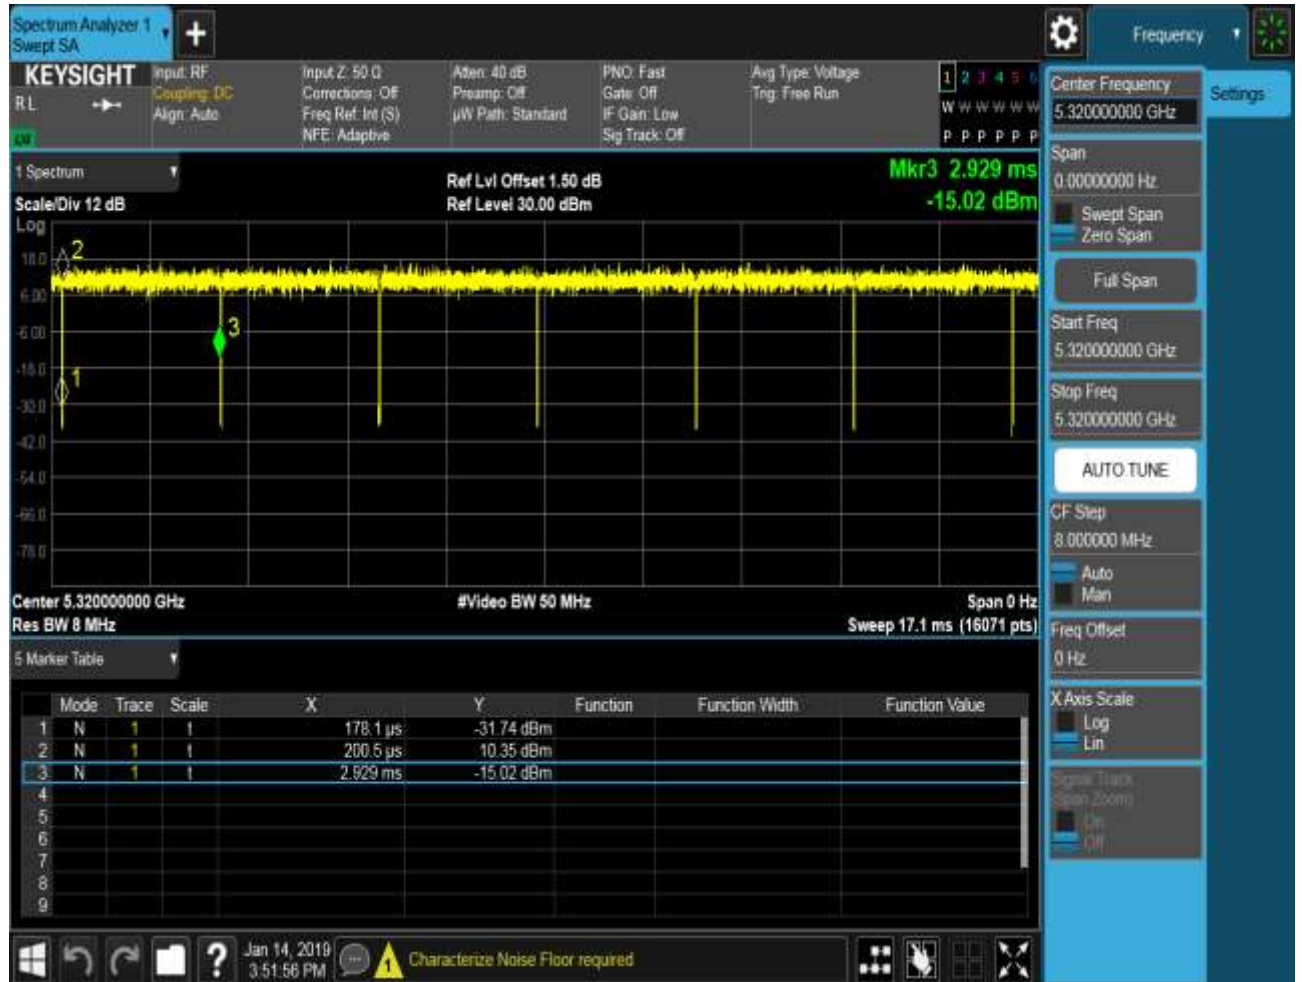 Spectrum Analyzer 1
Swept SA
+
Frequency
KEYSIGHT
RL
Input: RF
Coupling: DC
Align: Auto
Input Z: 50 Ω
Corrections: Off
Freq Ref: Int (S)
NFE: Adaptive
Atten: 40 dB
Preamp: Off
µW Path: Standard
PNO: Fast
Gate: Off
IF Gain: Low
Sig Track: Off
Avg Type: Voltage
Trig: Free Run
1 2 3 4 5 6
W W W W W W
P P P P P P
Center Frequency
5.320000000 GHz
Settings
Span
0.00000000 Hz
Swept Span
Zero Span
Full Span
Start Freq
5.320000000 GHz
Stop Freq
5.320000000 GHz
AUTO TUNE
CF Step
8.000000 MHz
Auto
Man
Freq Offset
0 Hz
X Axis Scale
Log
Lin
Signal Track
(Span Zoom)
On
Off
1 Spectrum
Scale/Div 12 dB
Ref Lvl Offset 1.50 dB
Ref Level 30.00 dBm
Mkr3 2.929 ms
-15.02 dBm
Log
18.0
6.00
-6.00
-18.0
-30.0
-42.0
-54.0
-66.0
-78.0
2
3
1
Center 5.320000000 GHz
#Video BW 50 MHz
Span 0 Hz
Res BW 8 MHz
Sweep 17.1 ms (16071 pts)
5 Marker Table
Mode Trace Scale X Y Function Function Width Function Value
1 N 1 t 178.1 µs -31.74 dBm
2 N 1 t 200.5 µs 10.35 dBm
3 N 1 t 2.929 ms -15.02 dBm
4
5
6
7
8
9
?
Jan 14, 2019
3:51:56 PM
1
Characterize Noise Floor required